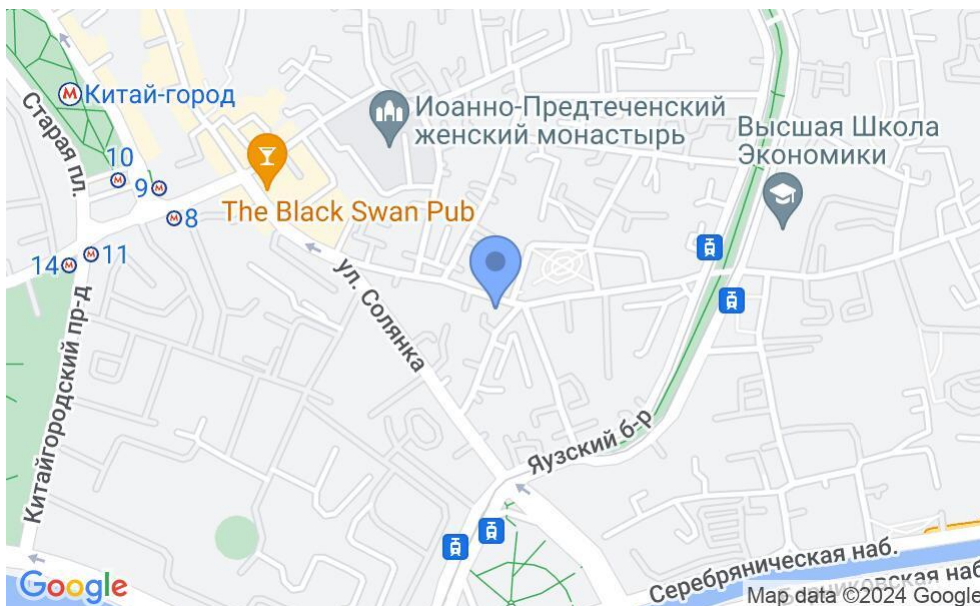 Китай-город
Старая пл.
10
9
8
14
11
The Black Swan Pub
Иоанно-Предтеченский
женский монастырь
Высшая Школа
Экономики
ул. Солянка
Китайгородский пр-д
Яузский б-р
Серебряническая наб.
Google
Map data ©2024 Google